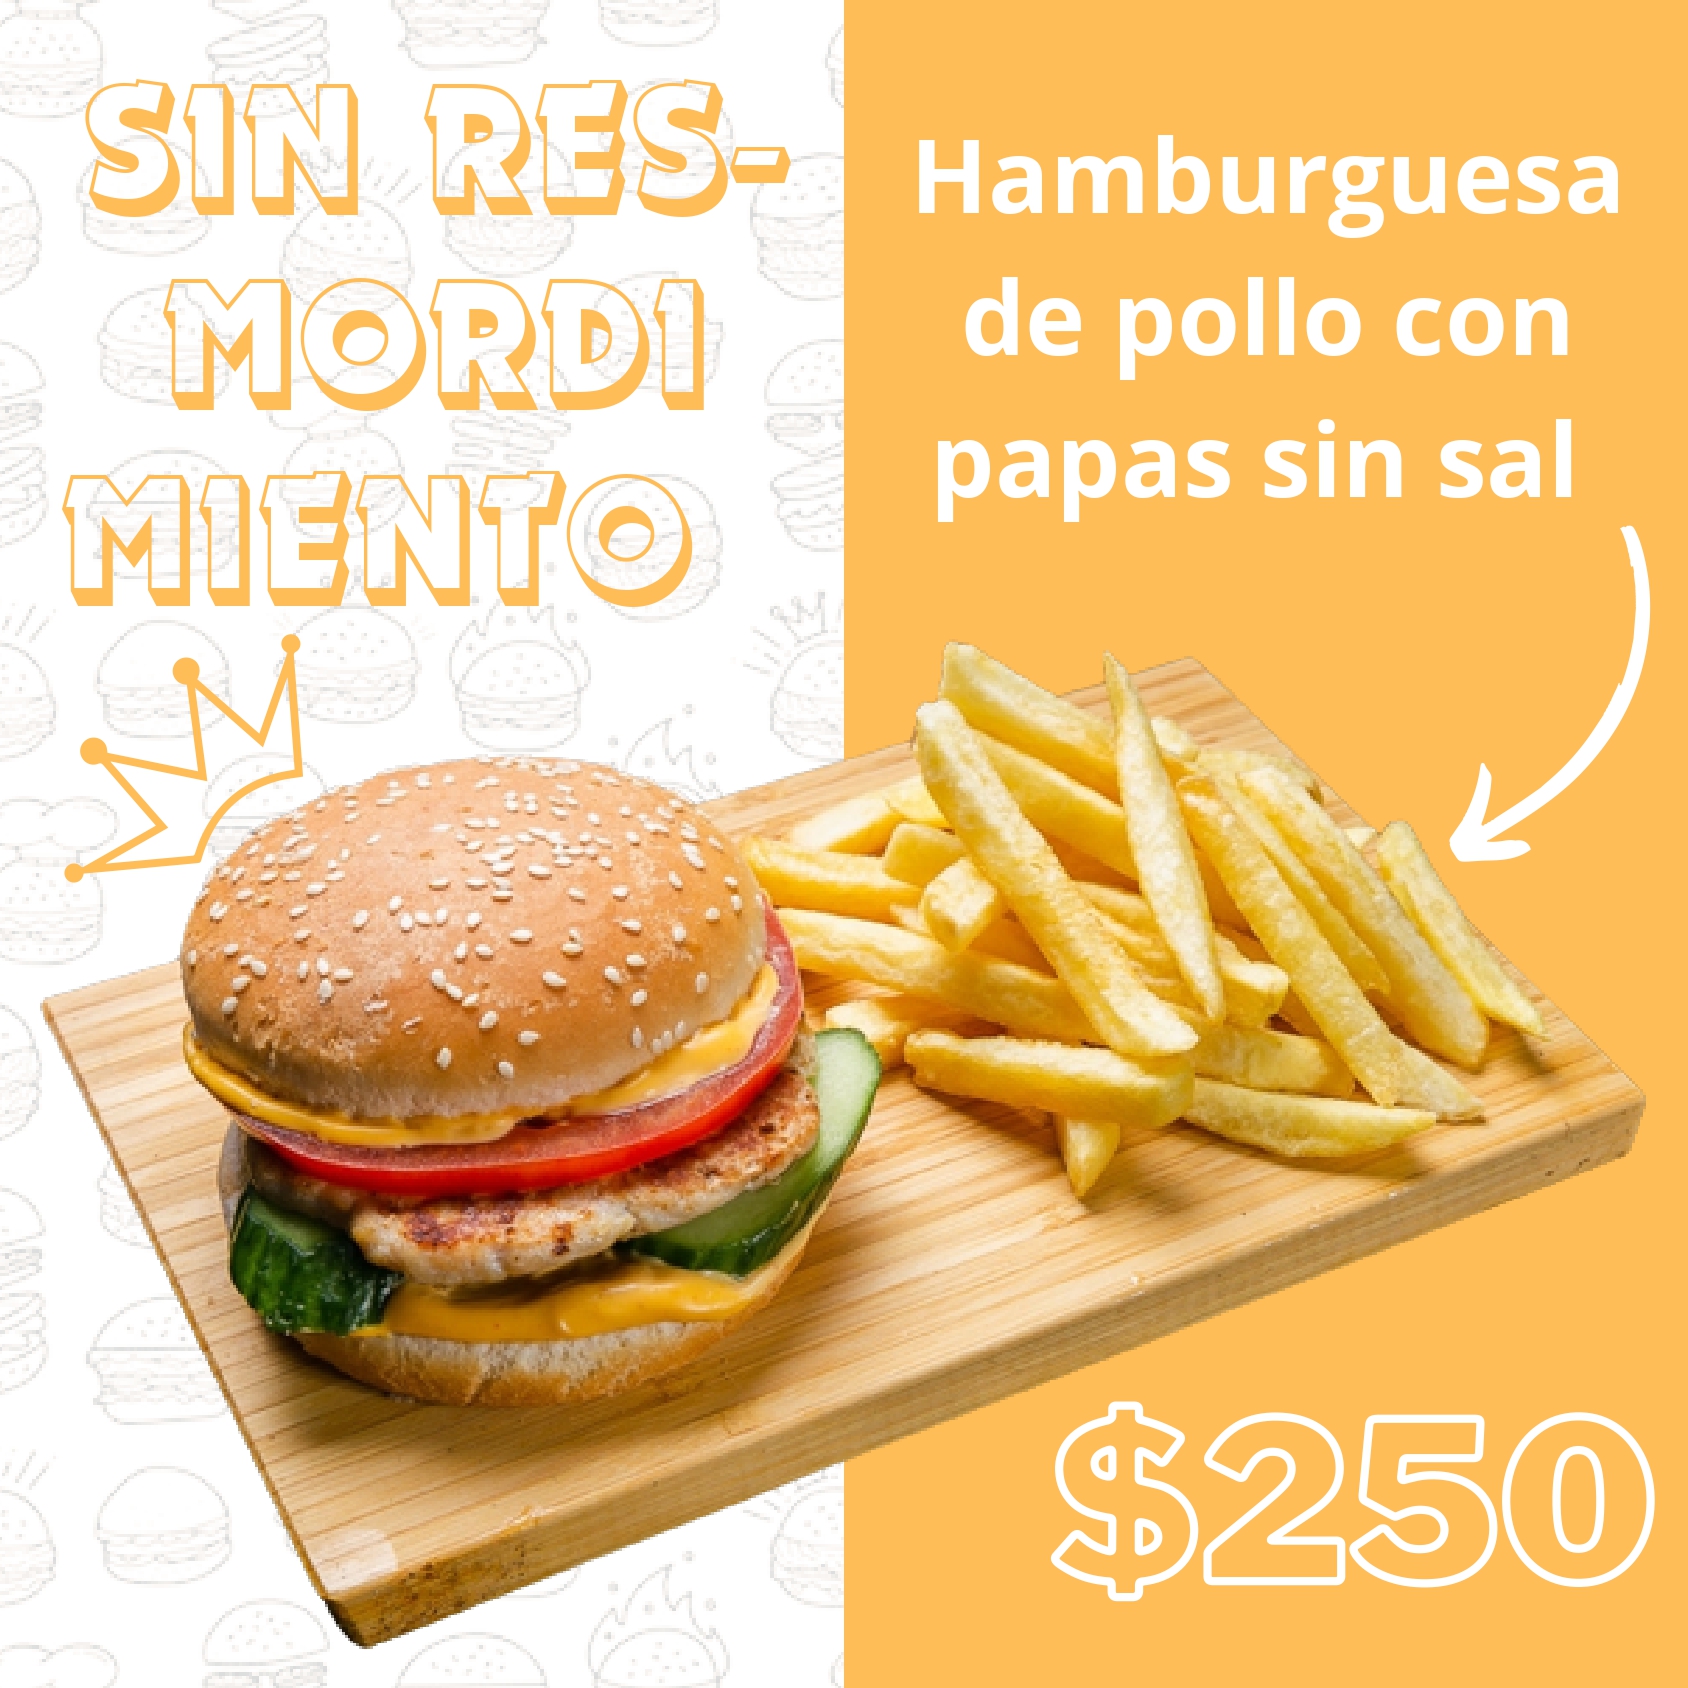 SIN RES-
MORDI
MIENTO
Hamburguesa
de pollo con
papas sin sal
$250